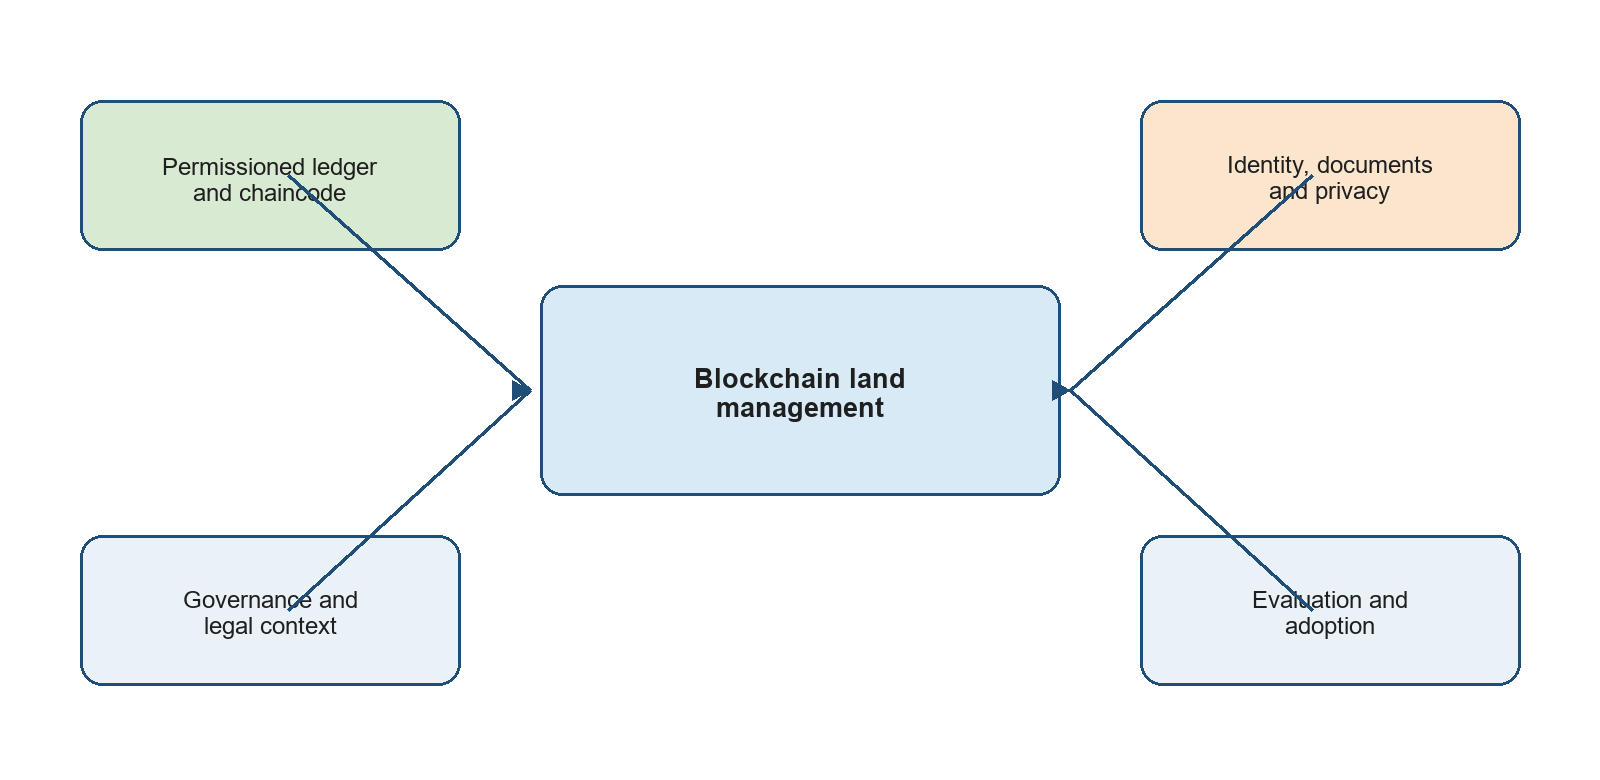 Permissioned ledger
and chaincode
Identity, documents
and privacy
Blockchain land
management
Governance and
legal context
Evaluation and
adoption